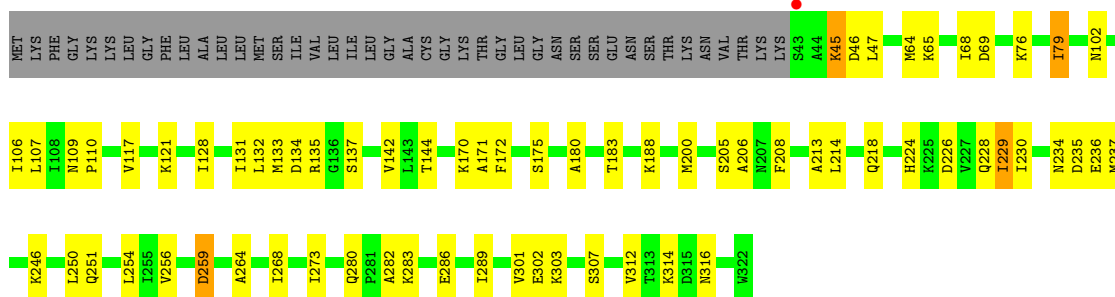 MET LYS PHE GLY LYS LYS LEU GLY PHE LEU ALA LEU LEU MET SER ILE VAL LEU ILE LEU GLY ALA CYS GLY LYS THR GLY LEU GLY ASN SER SER GLU ASN SER THR LYS ASN VAL THR LYS LYS S43 A44 K45 D46 L47 M64 K65 I68 D69 K76 I79 N102
I106 L107 I108 N109 P110 V117 K121 I128 I131 L132 M133 D134 R135 G136 S137 V142 L143 T144 K170 A171 F172 S175 A180 T183 K188 M200 S205 A206 N207 F208 A213 L214 Q218 H224 K225 D226 V227 Q228 I229 I230 N234 D235 E236 M237
K246 L250 Q251 L254 I255 V256 D259 A264 I268 I273 Q280 P281 A282 K283 E286 I289 V301 E302 K303 S307 V312 T313 K314 D315 N316 W322